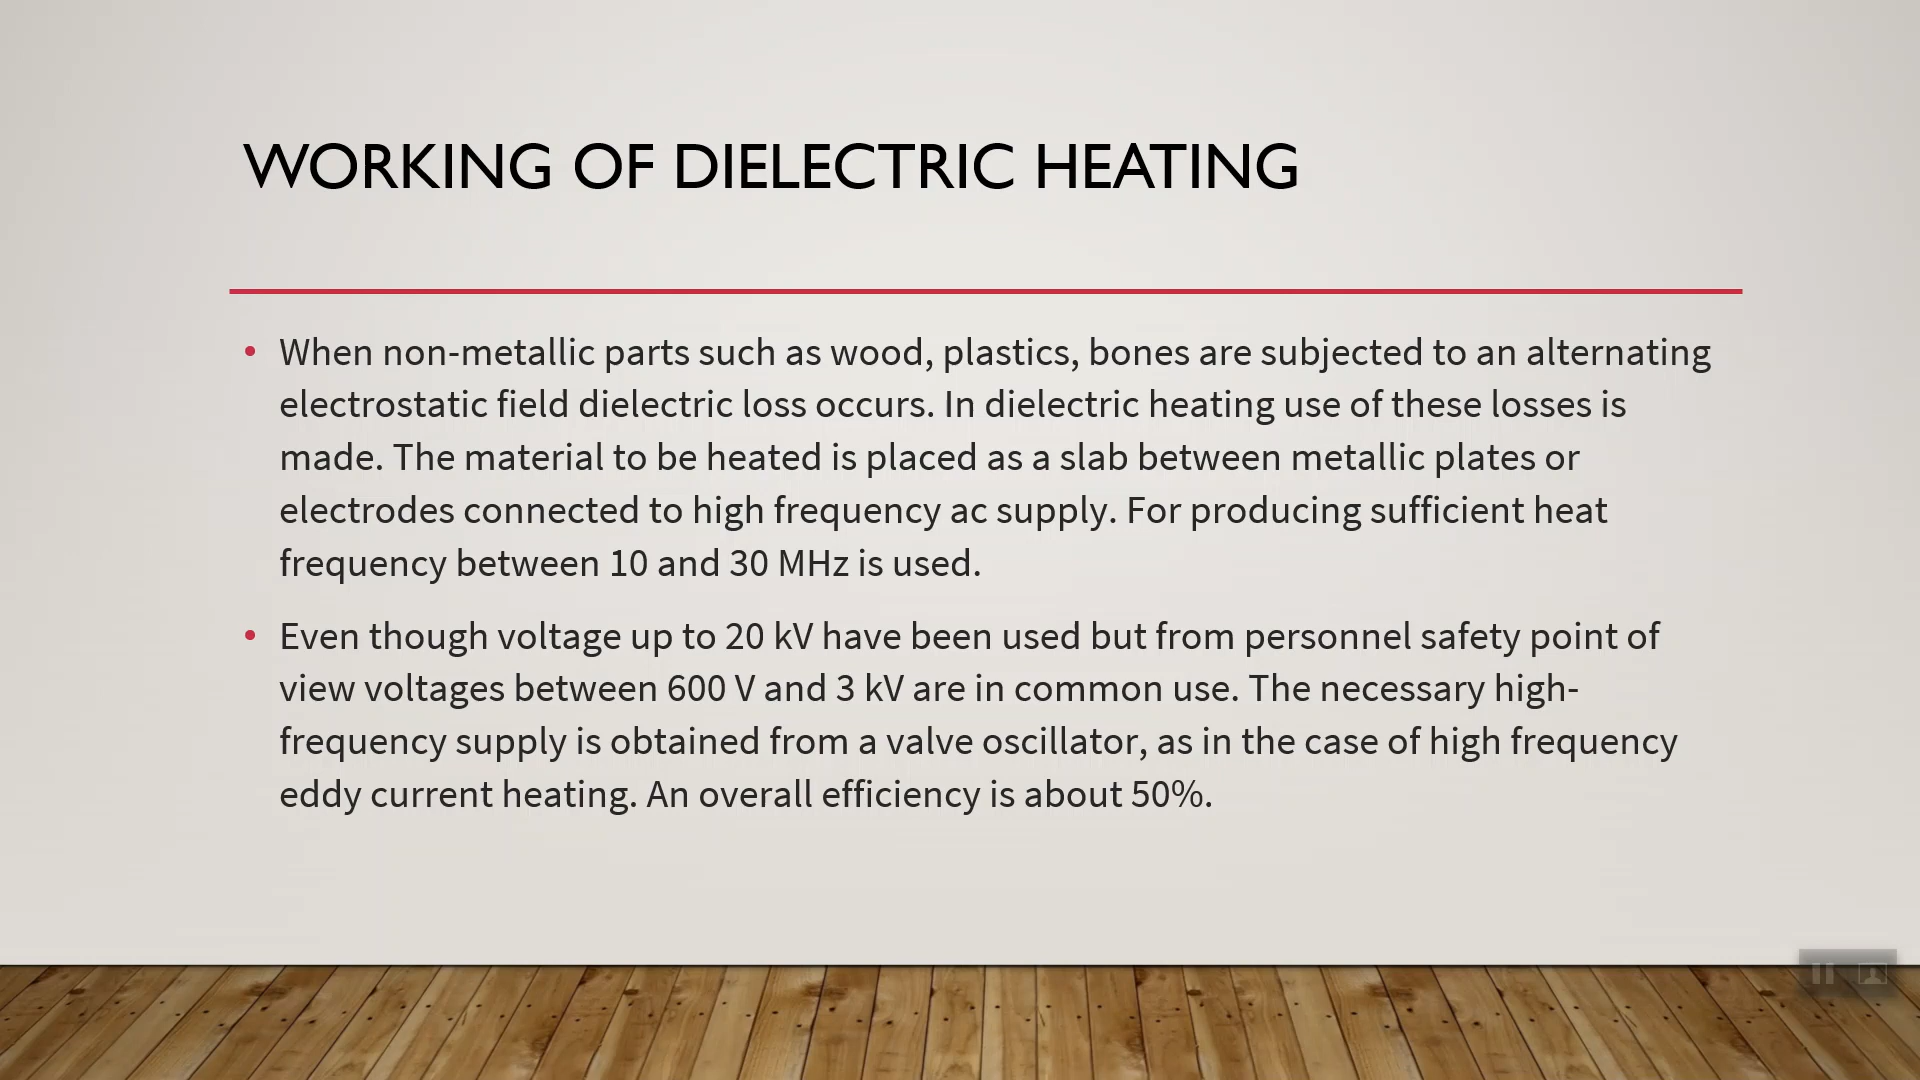 WORKING OF DIELECTRIC HEATING
• When non-metallic parts such as wood, plastics, bones are subjected to an alternating
electrostatic field dielectric loss occurs. In dielectric heating use of these losses is
made. The material to be heated is placed as a slab between metallic plates or
electrodes connected to high frequency ac supply. For producing sufficient heat
frequency between 10 and 30 MHz is used.
• Even though voltage up to 20 kV have been used but from personnel safety point of
view voltages between 600 V and 3 kV are in common use. The necessary high-
frequency supply is obtained from a valve oscillator, as in the case of high frequency
eddy current heating. An overall efficiency is about 50%.